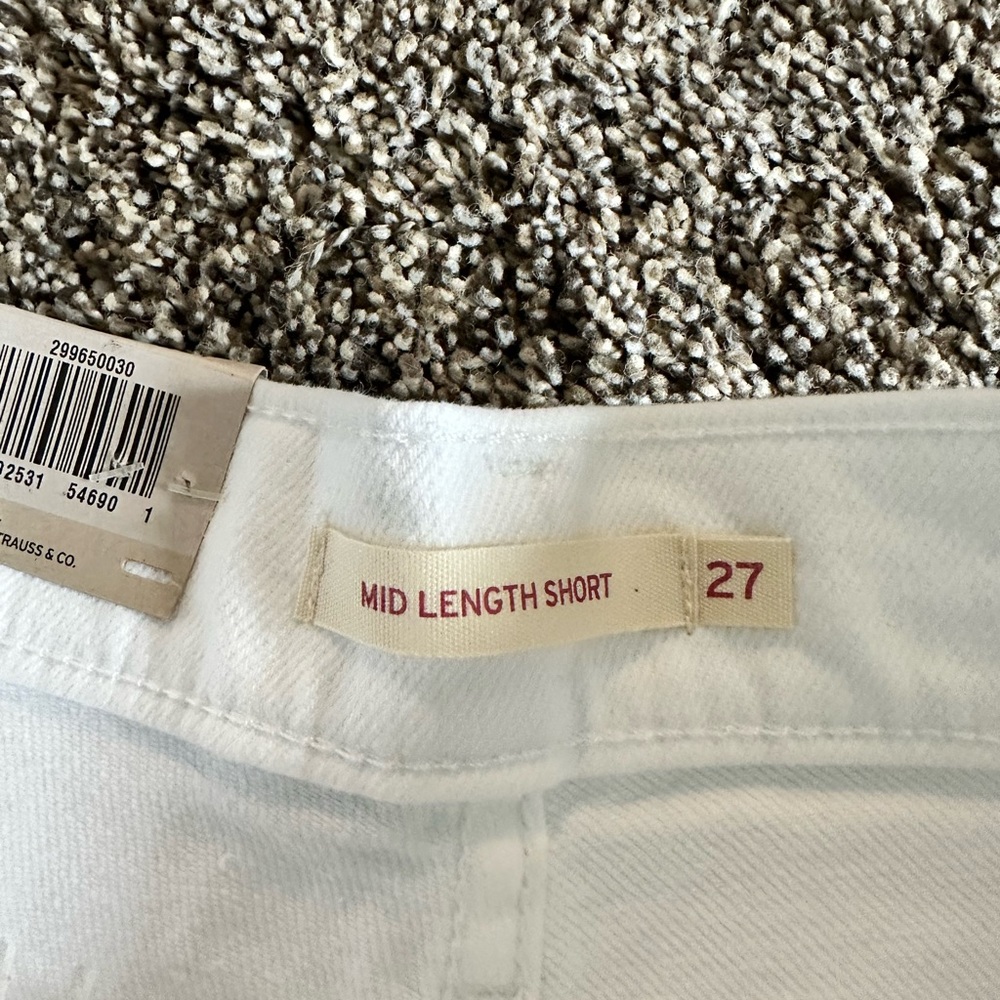 299650030
2531 54690 1
TRAUSS & CO.
MID LENGTH SHORT 27